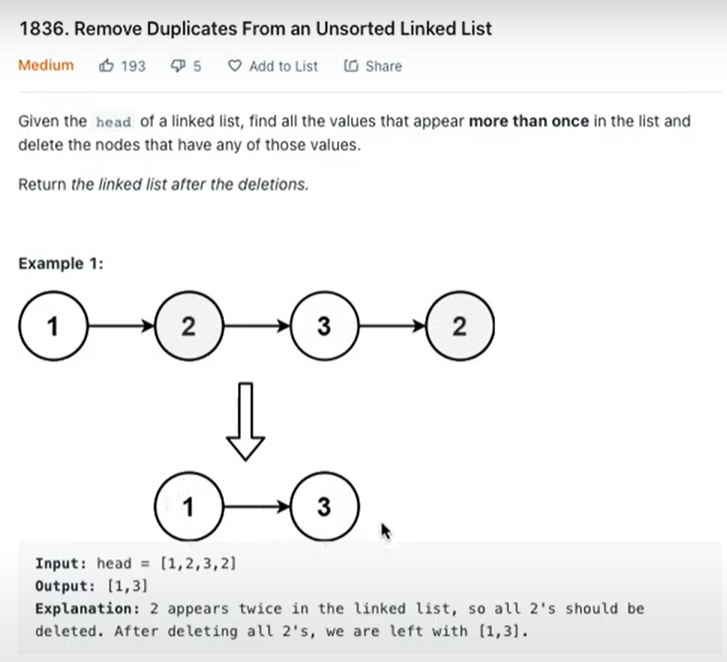 1836. Remove Duplicates From an Unsorted Linked List
Medium 193 5 Add to List Share
Given the head of a linked list, find all the values that appear more than once in the list and
delete the nodes that have any of those values.
Return the linked list after the deletions.
Example 1:
1 2 3 2
1 3
Input: head = [1,2,3,2]
Output: [1,3]
Explanation: 2 appears twice in the linked list, so all 2's should be
deleted. After deleting all 2's, we are left with [1,3].